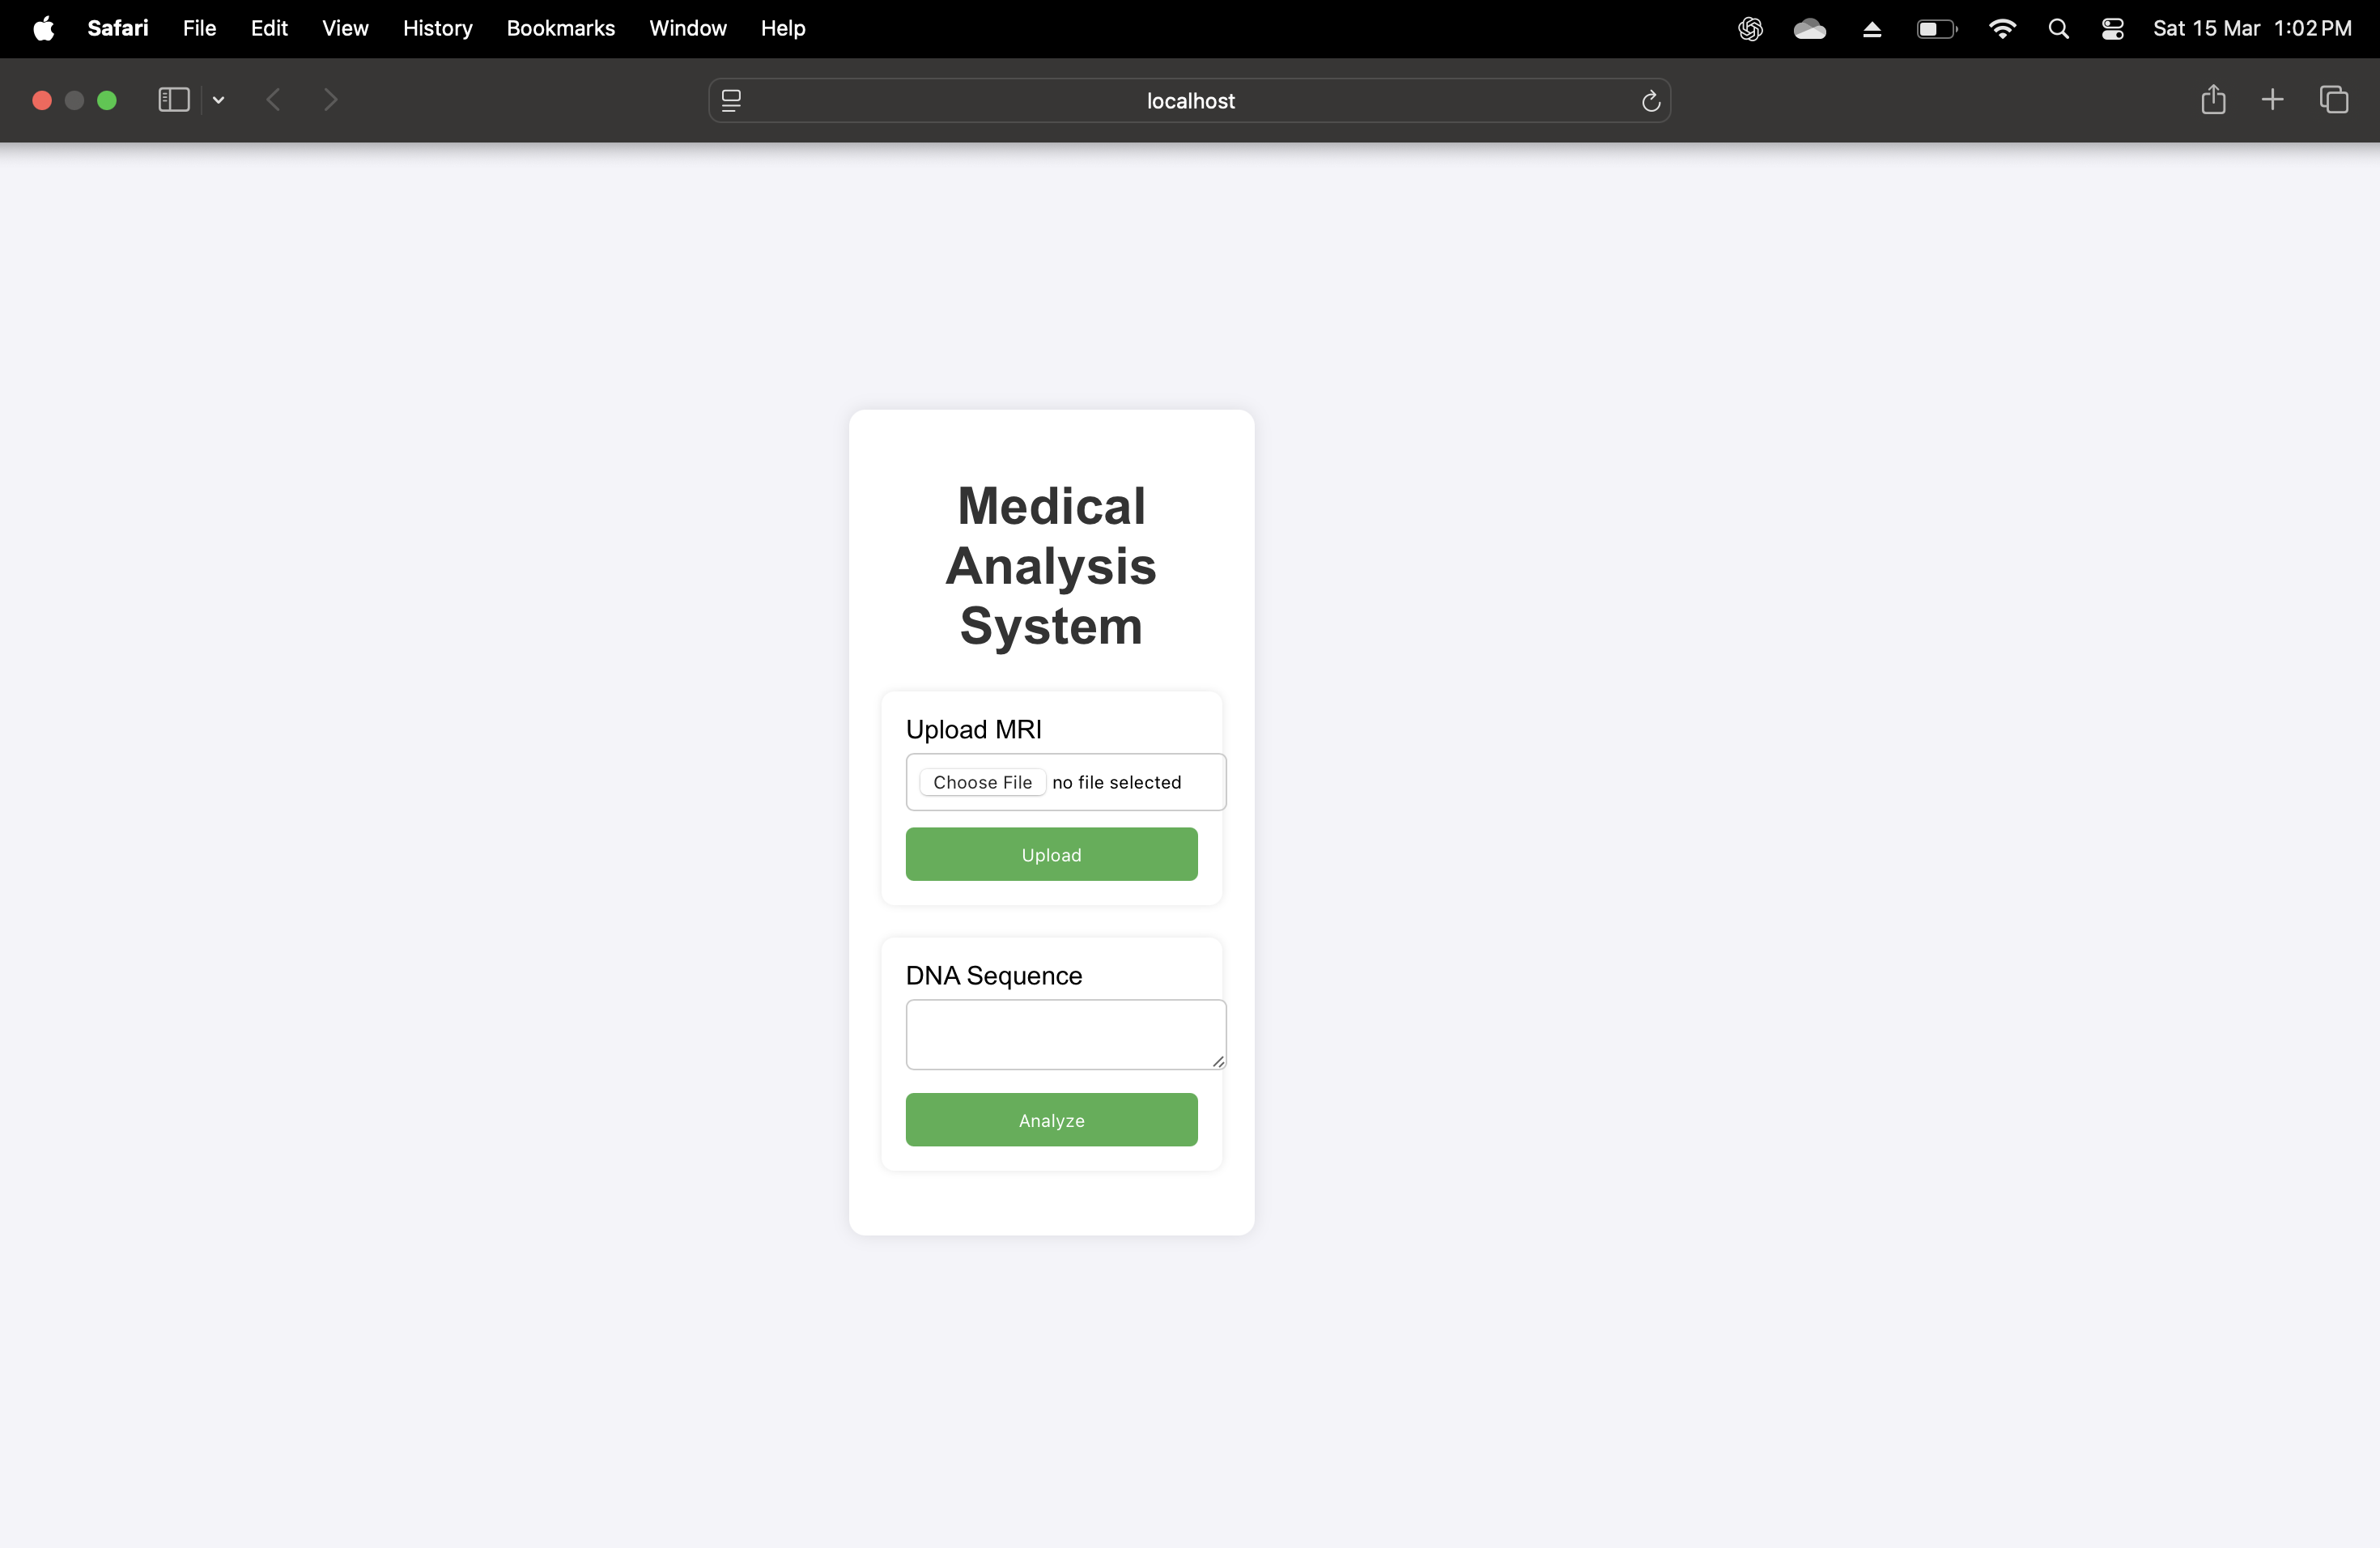 Safari File Edit View History Bookmarks Window Help Sat 15 Mar 1:02 PM
localhost
Medical
Analysis
System
Upload MRI
Choose File no file selected
Upload
DNA Sequence
Analyze